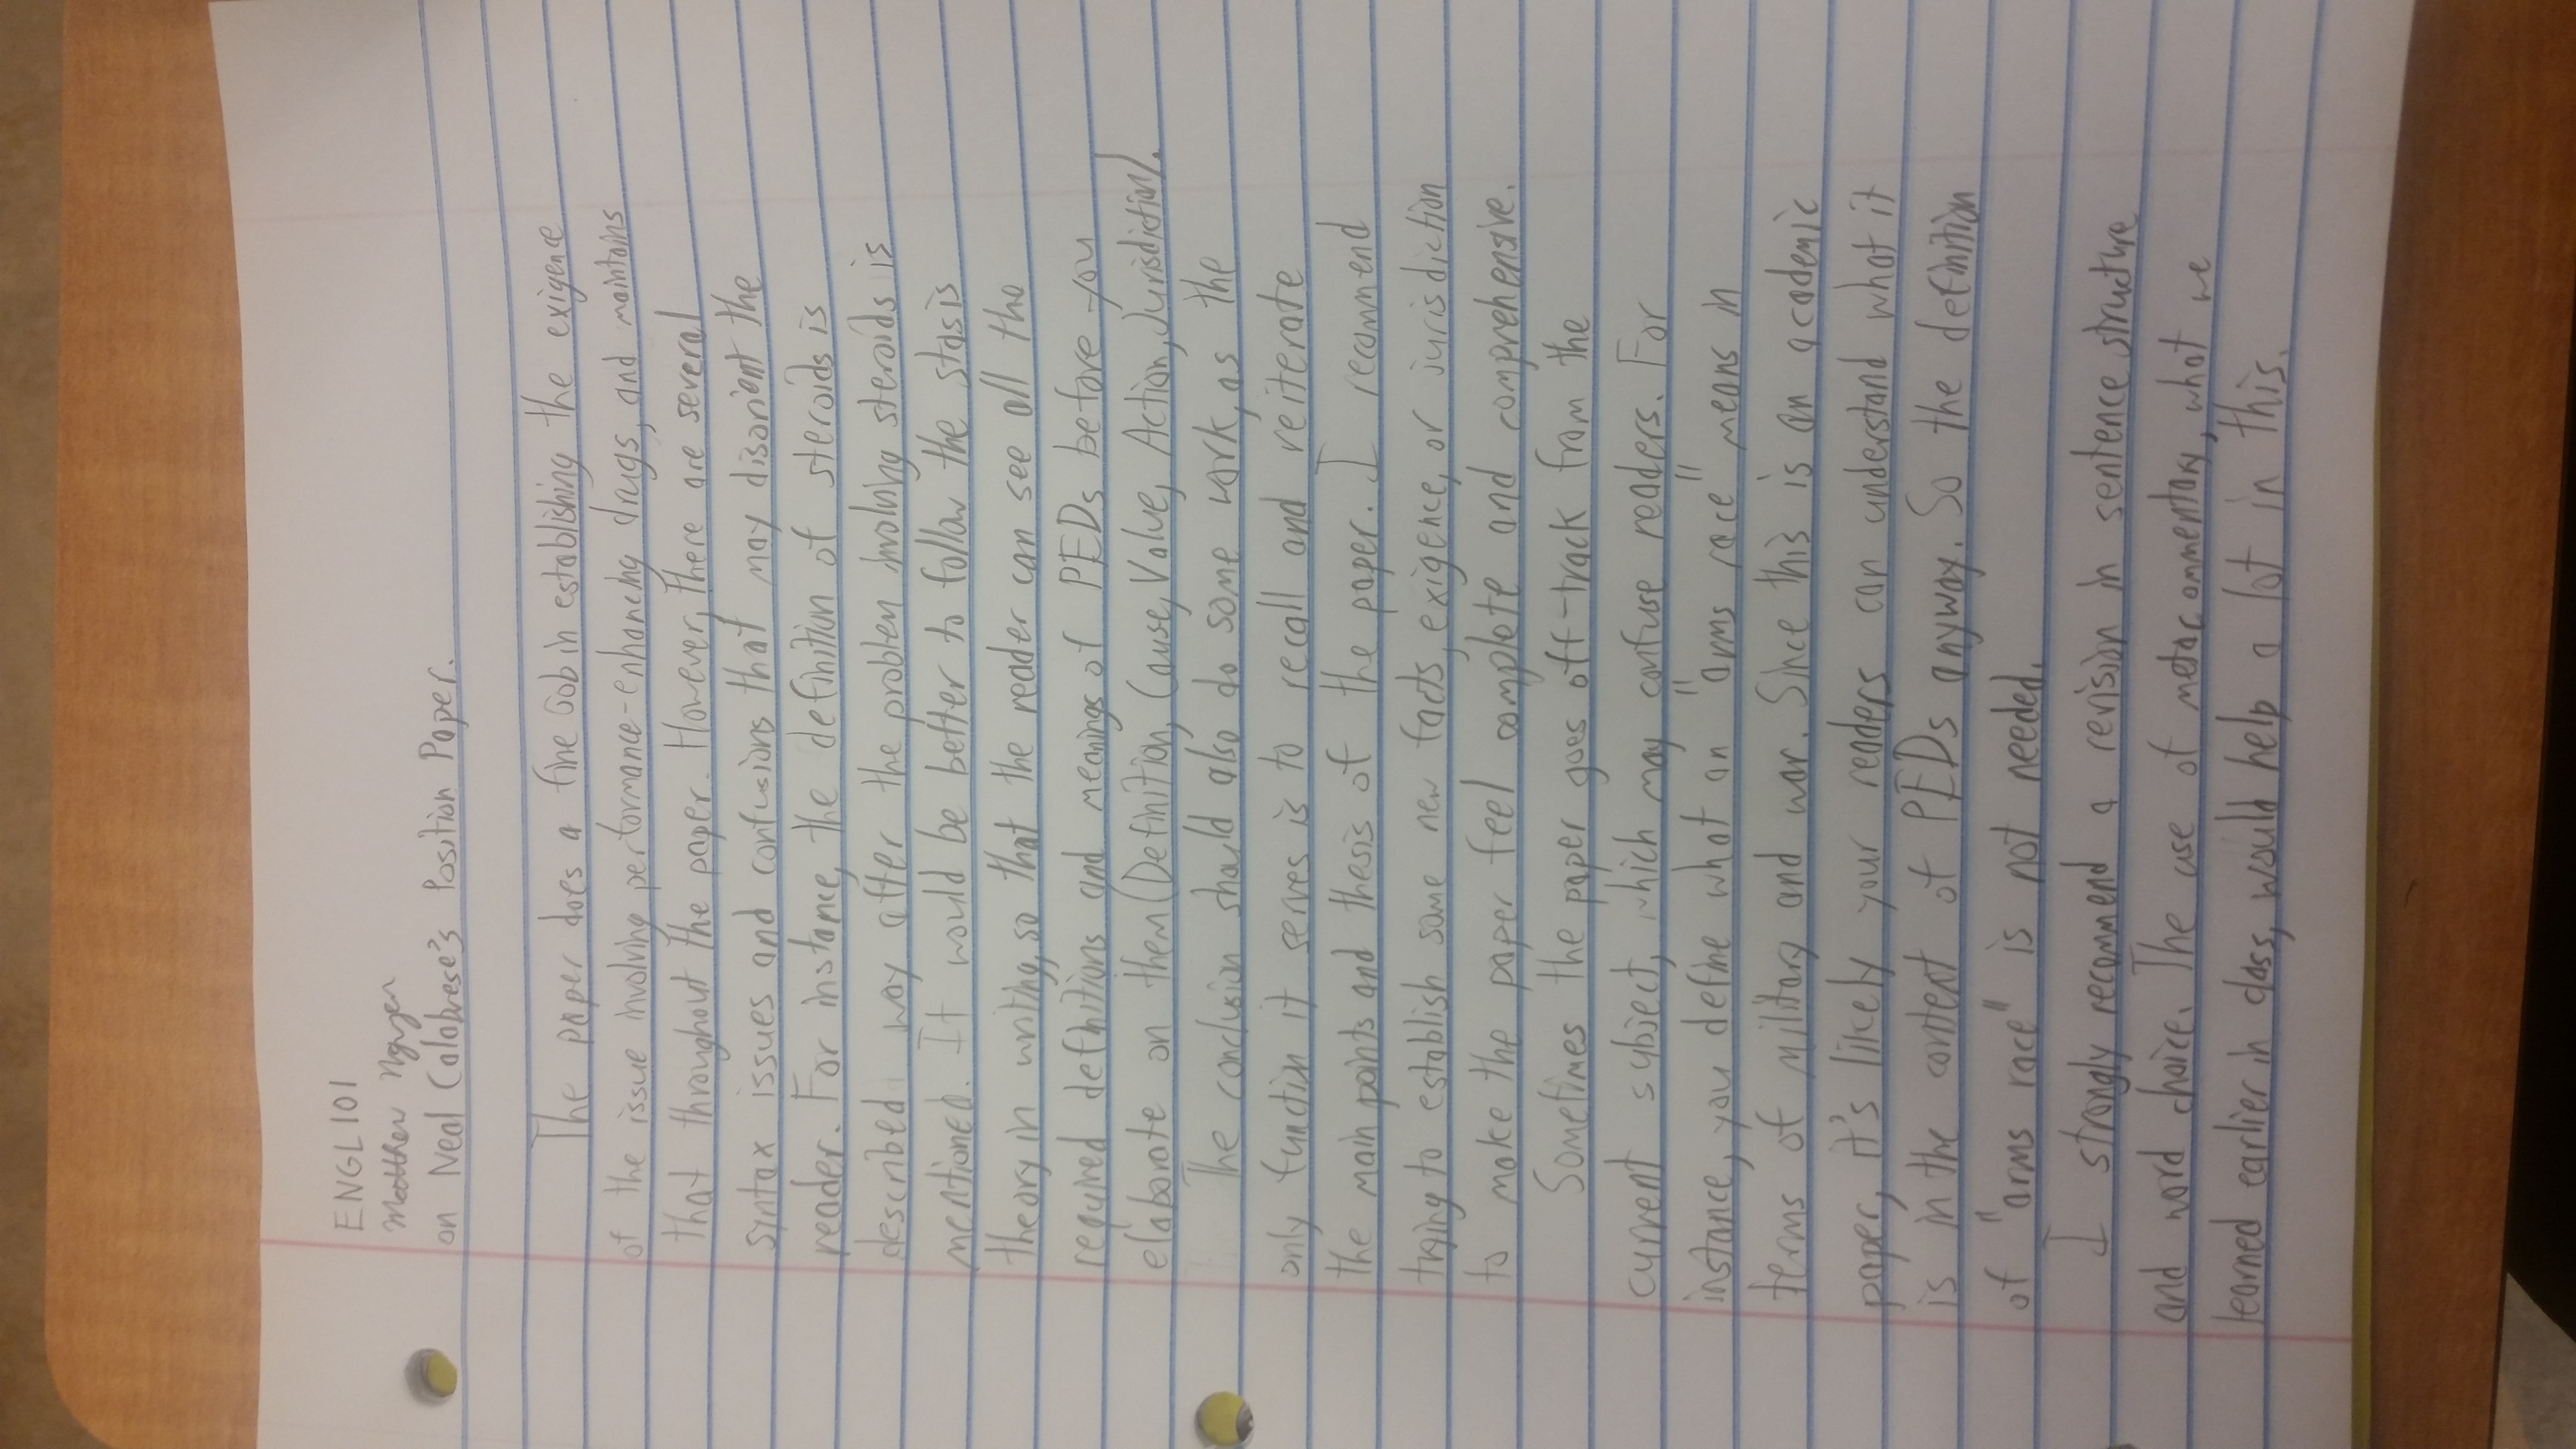 ENGL101
Matthew Nguyen
on Neal Calabrese's Position Paper.
The paper does a fine job in establishing the exigence
of the issue involving performance-enhancing drugs, and maintains
that throughout the paper. However, there are several
syntax issues and confusions that may disorient the
reader. For instance, the definition of steroids is
described way after the problem involving steroids is
mentioned. It would be better to follow the stasis
theory in writing, so that the reader can see all the
required definitions and meanings of PEDs before you
elaborate on them (Definition, Cause, Value, Action, Jurisdiction).
The conclusion should also do some work, as the
only function it serves is to recall and reiterate
the main points and thesis of the paper. I recommend
trying to establish some new facts, exigence, or jurisdiction
to make the paper feel complete and comprehensive.
Sometimes the paper goes off-track from the
current subject, which may confuse readers. For
instance, you define what an "arms race" means in
terms of military and war. Since this is an academic
paper, it's likely your readers can understand what it
is in the context of PEDs anyway. So the definition
of "arms race" is not needed.
I strongly recommend a revision in sentence structure
and word choice. The use of metacommentary, what we
learned earlier in class, would help a lot in this.